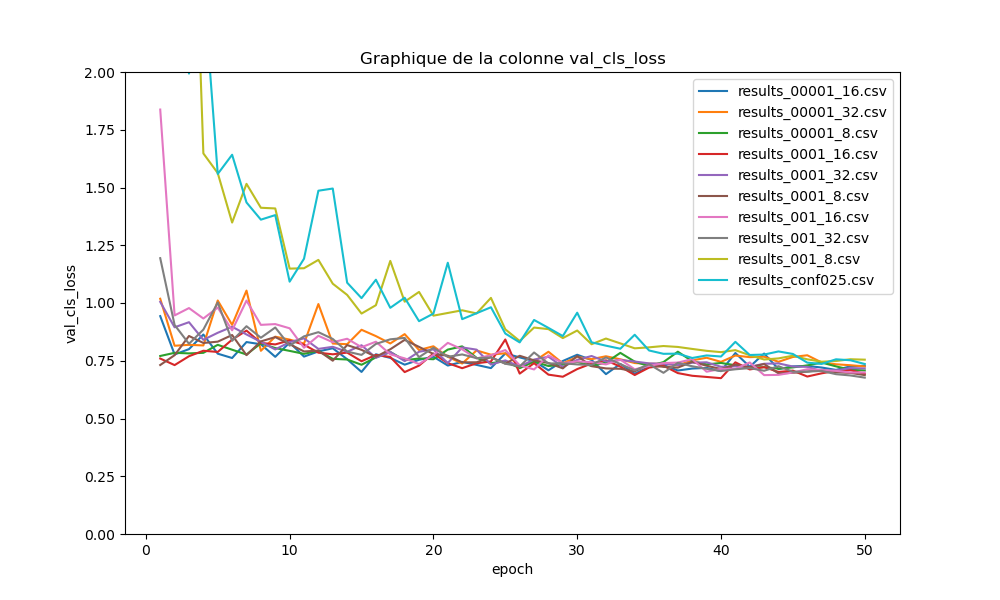 Graphique de la colonne val_cls_loss
2.00
1.75
1.50
1.25
1.00
0.75
0.50
0.25
0.00
val_cls_loss
results_00001_16.csv
results_00001_32.csv
results_00001_8.csv
results_0001_16.csv
results_0001_32.csv
results_0001_8.csv
results_001_16.csv
results_001_32.csv
results_001_8.csv
results_conf025.csv
0 10 20 30 40 50
epoch